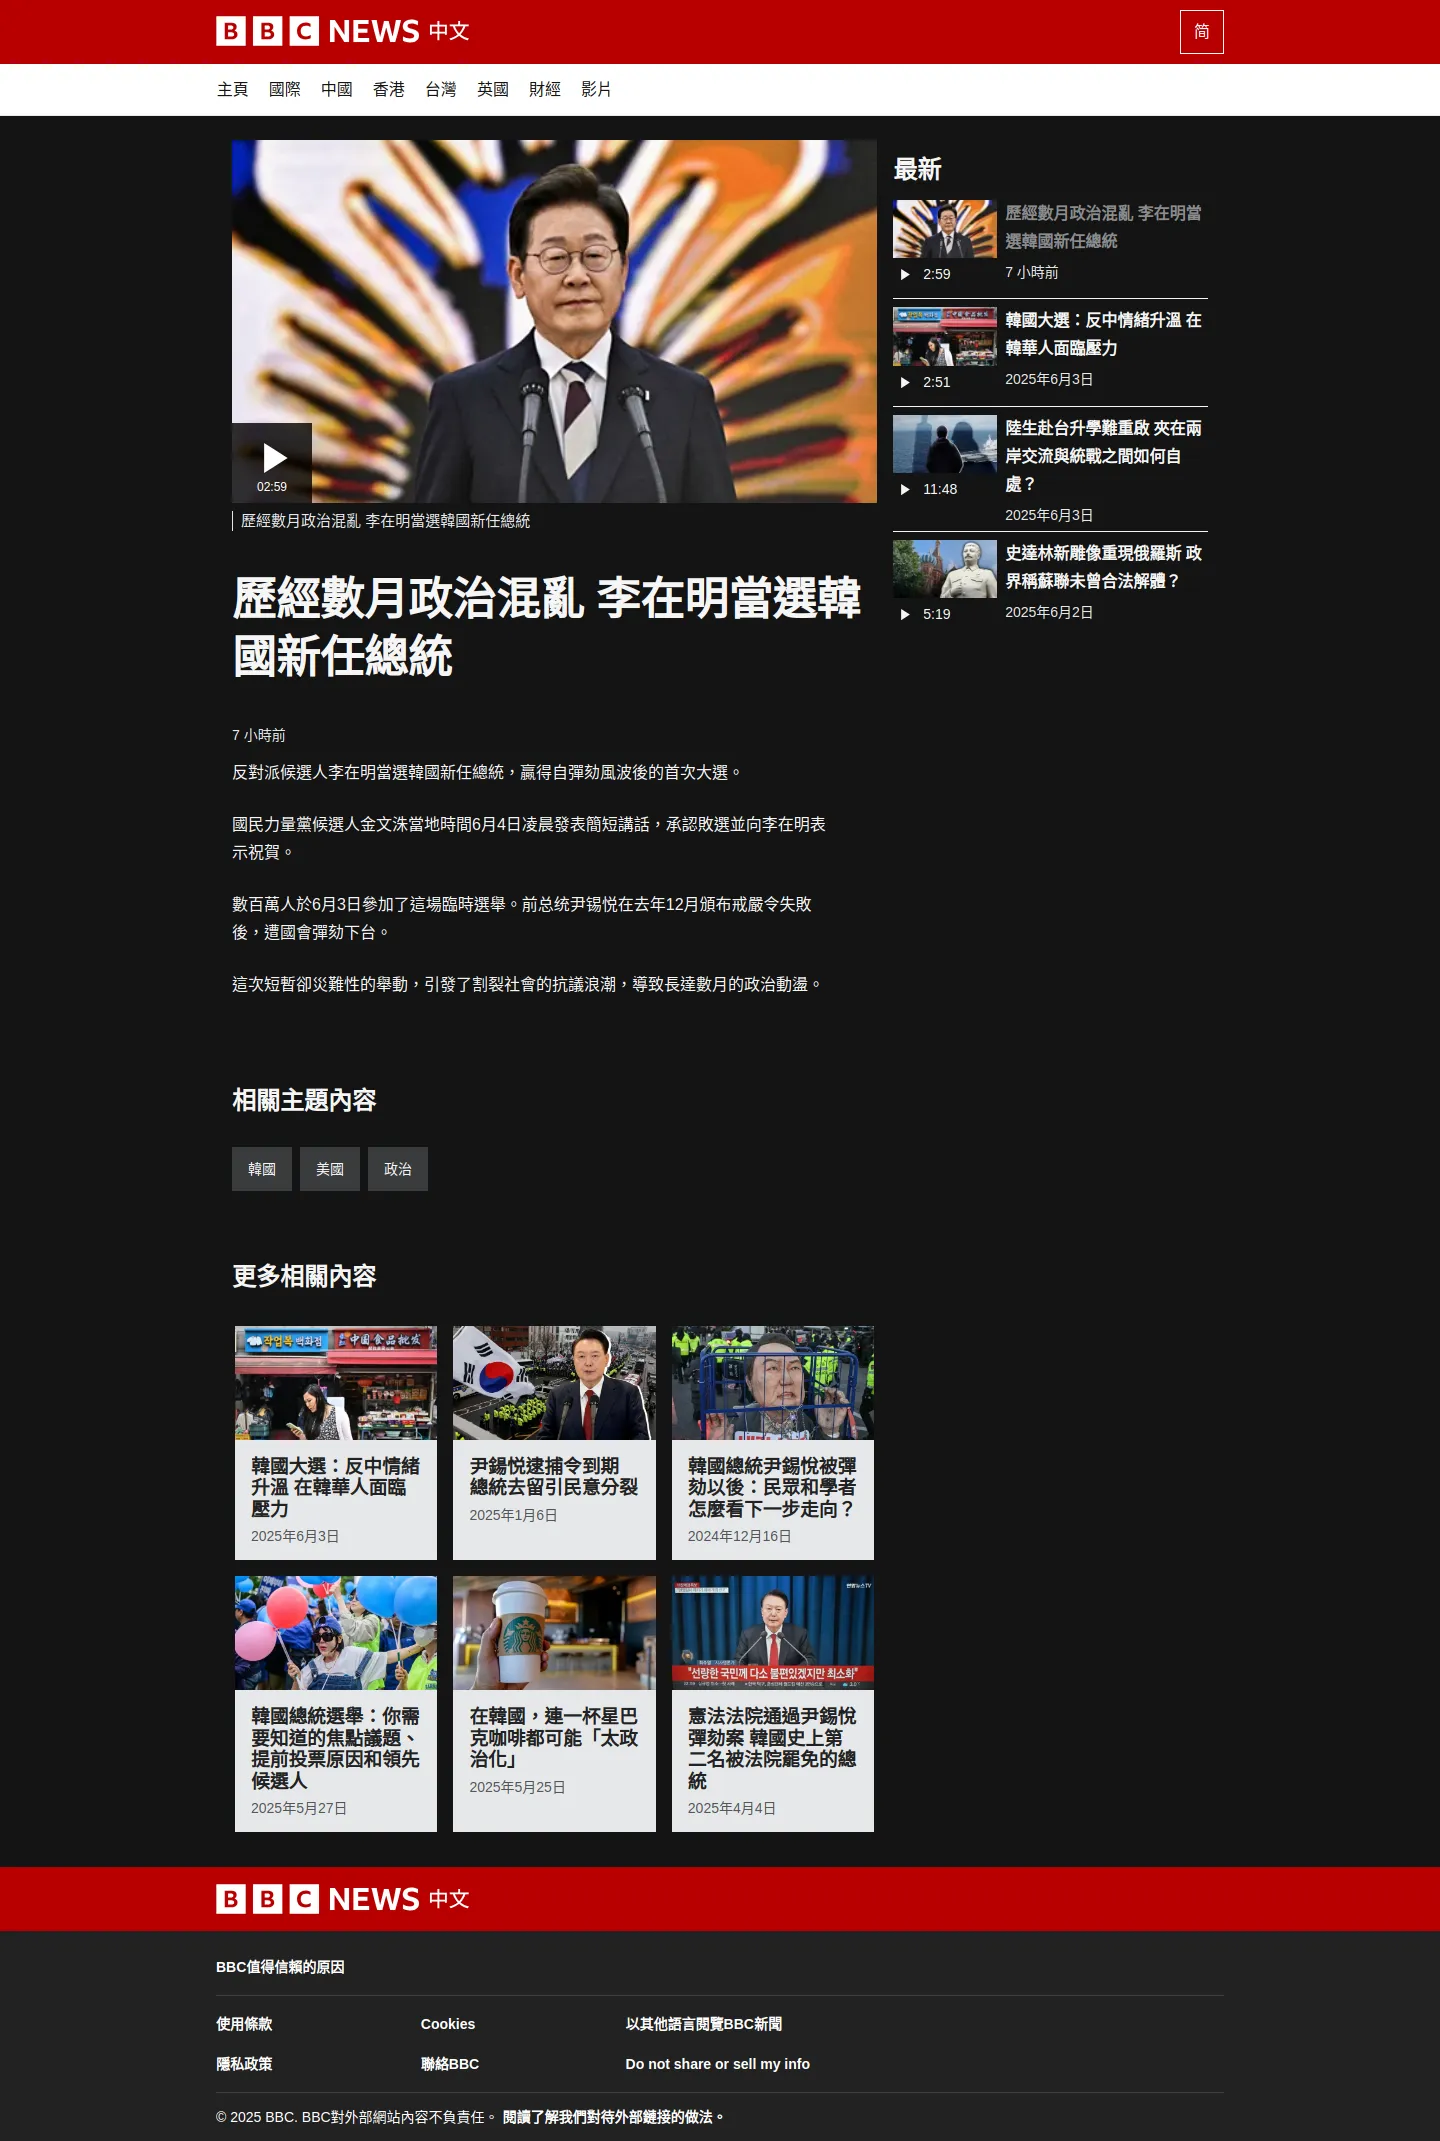 BBC NEWS 中文
简
主頁 國際 中國 香港 台灣 英國 財經 影片
02:59
歷經數月政治混亂 李在明當選韓國新任總統
歷經數月政治混亂 李在明當選韓
國新任總統
7 小時前
反對派候選人李在明當選韓國新任總統，贏得自彈劾風波後的首次大選。
國民力量黨候選人金文洙當地時間6月4日凌晨發表簡短講話，承認敗選並向李在明表
示祝賀。
數百萬人於6月3日參加了這場臨時選舉。前总统尹锡悦在去年12月頒布戒嚴令失敗
後，遭國會彈劾下台。
這次短暫卻災難性的舉動，引發了割裂社會的抗議浪潮，導致長達數月的政治動盪。
最新
歷經數月政治混亂 李在明當
選韓國新任總統
2:59
7 小時前
韓國大選：反中情緒升溫 在
韓華人面臨壓力
2:51
2025年6月3日
陸生赴台升學難重啟 夾在兩
岸交流與統戰之間如何自
處？
11:48
2025年6月3日
史達林新雕像重現俄羅斯 政
界稱蘇聯未曾合法解體？
5:19
2025年6月2日
相關主題內容
韓國 美國 政治
更多相關內容
작업복 백화점 中国食品批发
韓國大選：反中情緒
升溫 在韓華人面臨
壓力
2025年6月3日
尹鍚悦逮捕令到期
總統去留引民意分裂
2025年1月6日
韓國總統尹錫悅被彈
劾以後：民眾和學者
怎麼看下一步走向？
2024年12月16日
韓國總統選舉：你需
要知道的焦點議題、
提前投票原因和領先
候選人
2025年5月27日
在韓國，連一杯星巴
克咖啡都可能「太政
治化」
2025年5月25日
"선량한 국민께 다소 불편있겠지만 최소화"
憲法法院通過尹錫悅
彈劾案 韓國史上第
二名被法院罷免的總
統
2025年4月4日
BBC NEWS 中文
BBC值得信賴的原因
使用條款 Cookies 以其他語言閱覽BBC新聞
隱私政策 聯絡BBC Do not share or sell my info
© 2025 BBC. BBC對外部網站內容不負責任。 閱讀了解我們對待外部鏈接的做法。